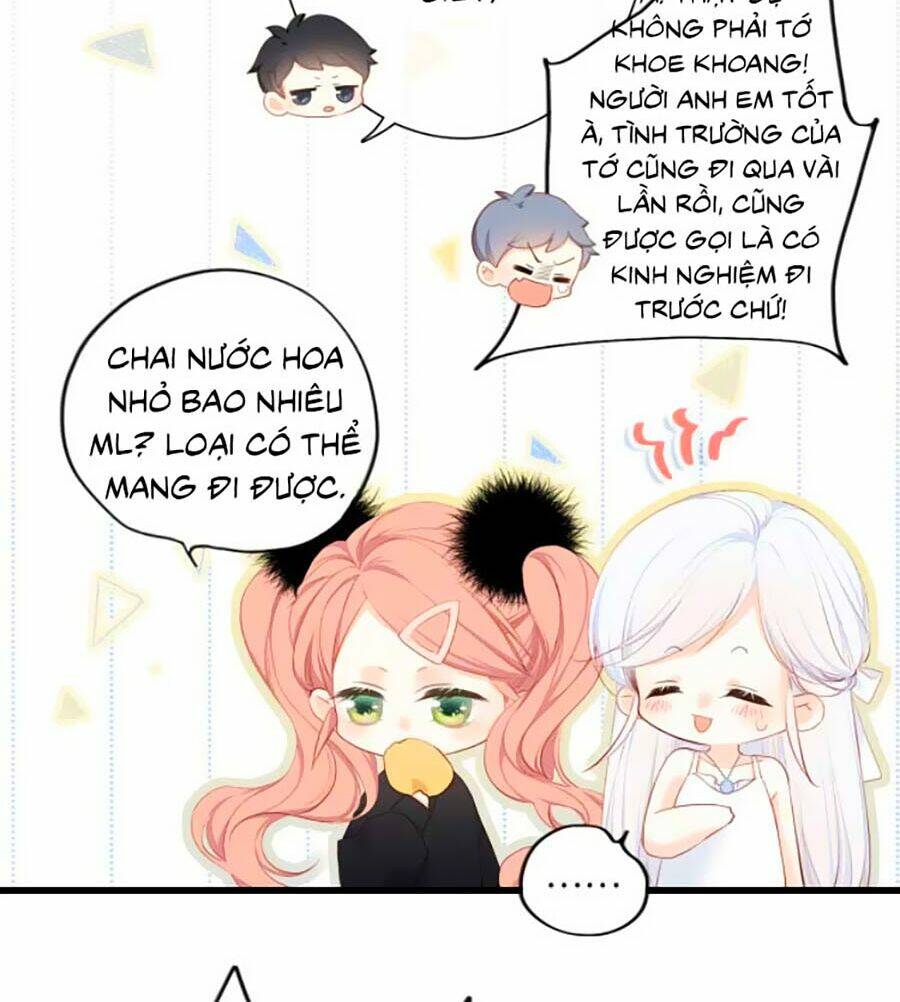 KHÔNG PHẢI TỚ
KHOE KHOANG!
NGƯỜI ANH EM TỐT
À, TÌNH TRƯỜNG CỦA
TỚ CŨNG ĐI QUA VÀI
LẦN RỒI, CŨNG
ĐƯỢC GỌI LÀ CÓ
KINH NGHIỆM ĐI
TRƯỚC CHỨ!
CHAI NƯỚC HOA
NHỎ BAO NHIÊU
ML? LOẠI CÓ THỂ
MANG ĐI ĐƯỢC.
......